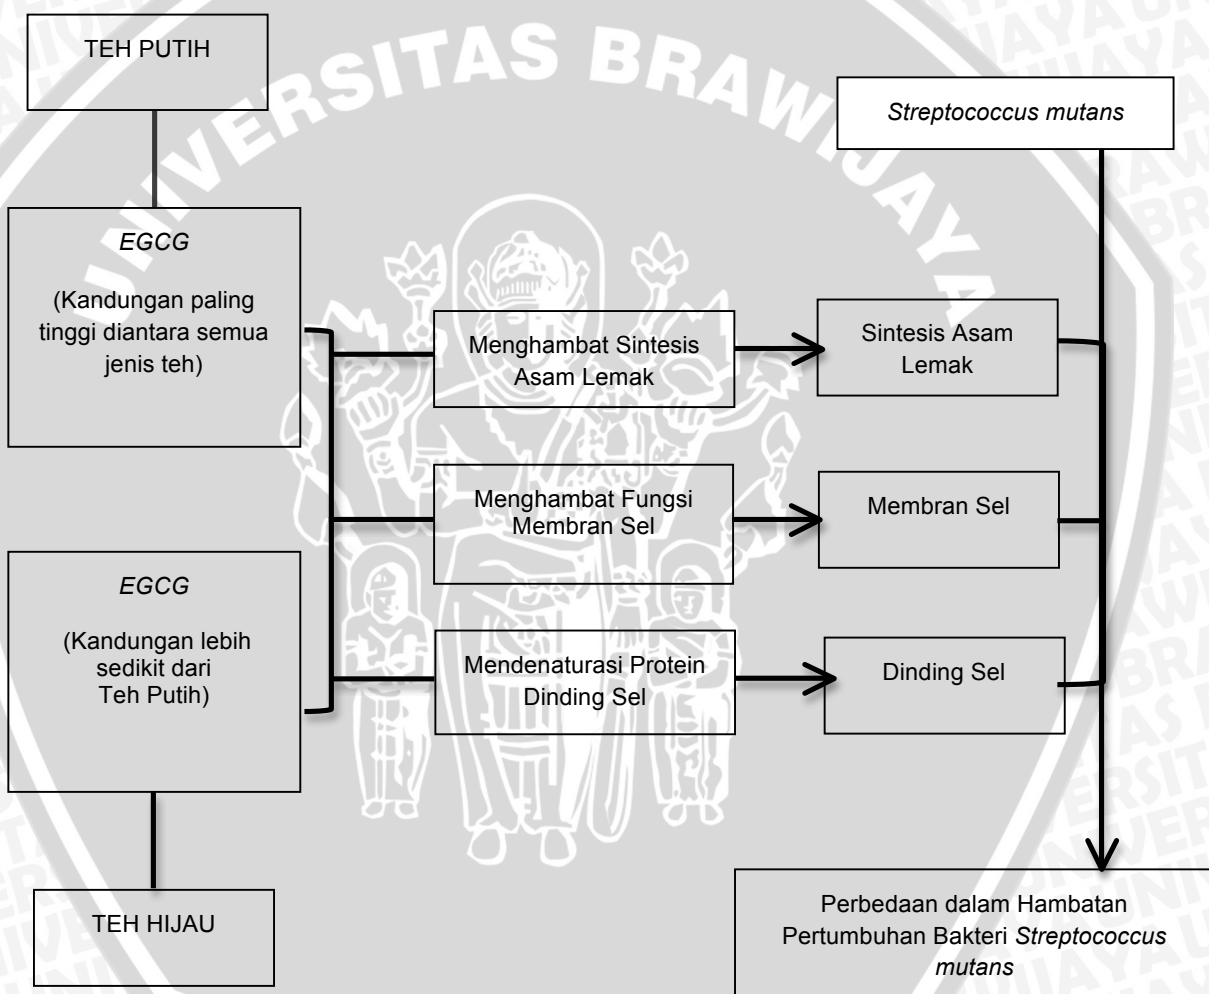 UNIVERSITAS BRAWIJAYA
TEH PUTIH
Streptococcus mutans
EGCG
(Kandungan paling
tinggi diantara semua
jenis teh)
Menghambat Sintesis
Asam Lemak
Sintesis Asam
Lemak
Menghambat Fungsi
Membran Sel
Membran Sel
EGCG
(Kandungan lebih
sedikit dari
Teh Putih)
Mendenaturasi Protein
Dinding Sel
Dinding Sel
TEH HIJAU
Perbedaan dalam Hambatan
Pertumbuhan Bakteri Streptococcus
mutans